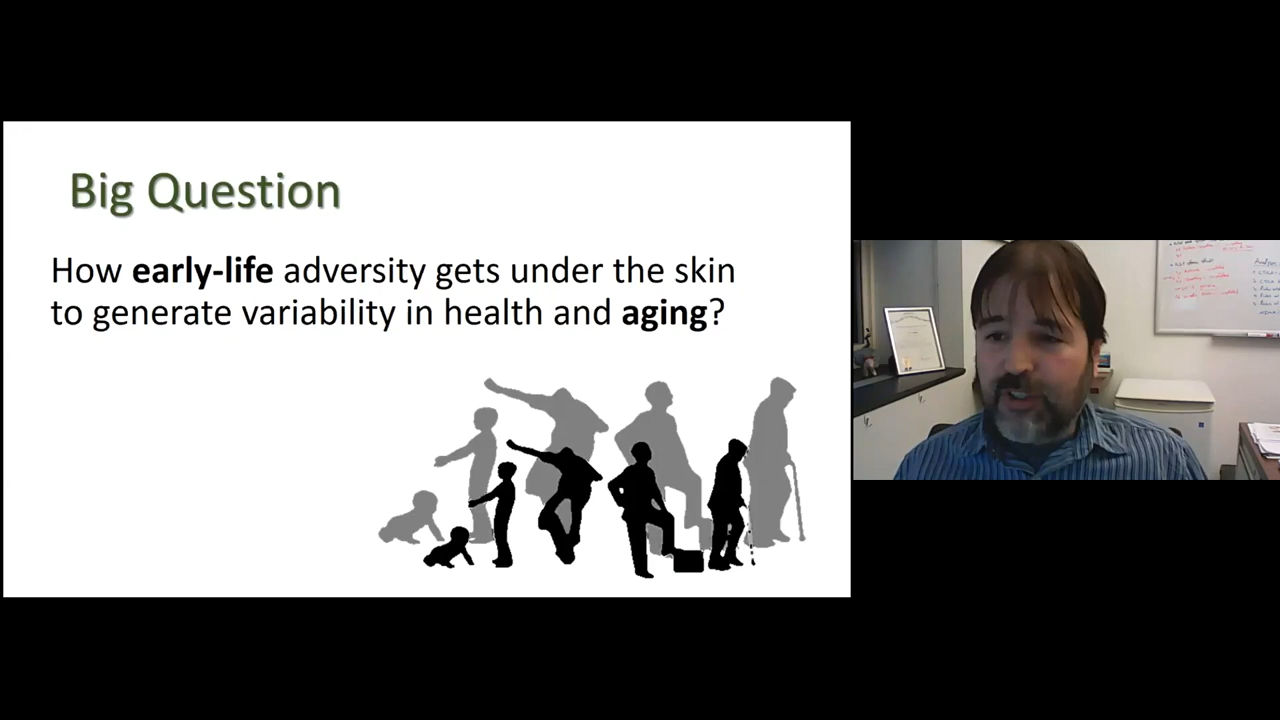 Big Question
How early-life adversity gets under the skin
to generate variability in health and aging?